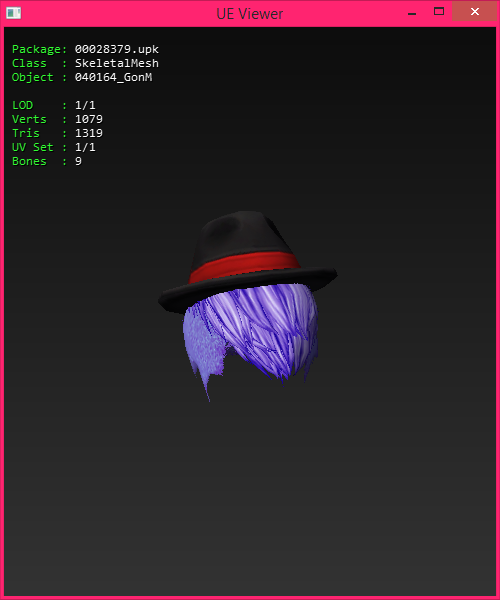 UE Viewer
Package: 00028379.upk
Class  : SkeletalMesh
Object : 040164_GonM
LOD    : 1/1
Verts  : 1079
Tris   : 1319
UV Set : 1/1
Bones  : 9